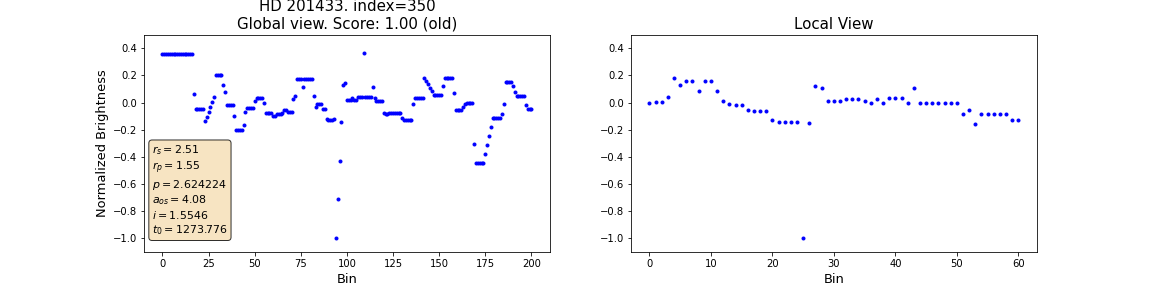 HD 201433. index=350
Global view. Score: 1.00 (old)
Local View
Normalized Brightness
0.4
0.2
0.0
−0.2
−0.4
−0.6
−0.8
−1.0
r_s = 2.51
r_p = 1.55
p = 2.624224
a_os = 4.08
i = 1.5546
t_0 = 1273.776
0 25 50 75 100 125 150 175 200
Bin
0.4
0.2
0.0
−0.2
−0.4
−0.6
−0.8
−1.0
0 10 20 30 40 50 60
Bin